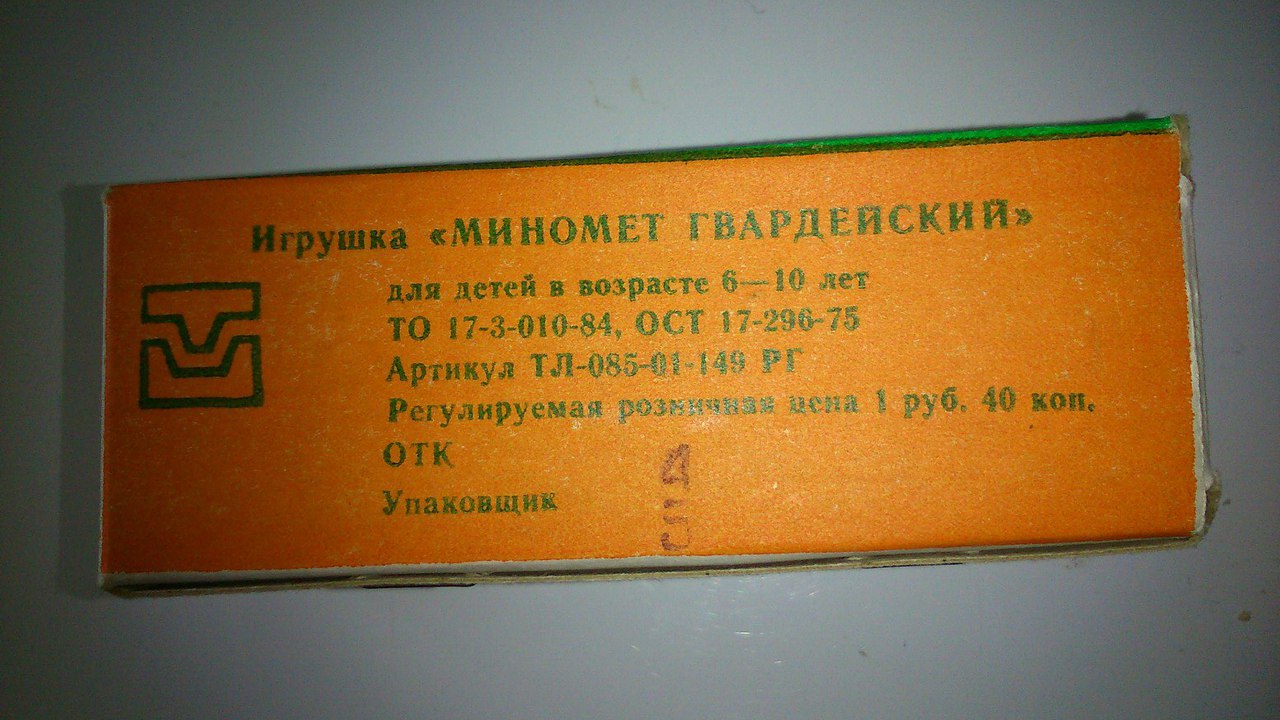 Игрушка «МИНОМЕТ ГВАРДЕЙСКИЙ»
для детей в возрасте 6—10 лет
ТО 17-3-010-84, ОСТ 17-296-75
Артикул ТЛ-085-01-149 РГ
Регулируемая розничная цена 1 руб. 40 коп.
ОТК
Упаковщик